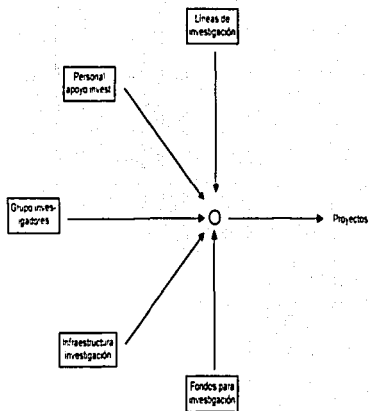 Líneas de
investigación
Personal
apoyo invest.
Grupo inves-
tigadores
Proyectos
Infraestructura
investigación
Fondos para
investigación